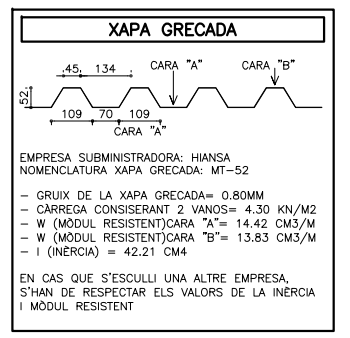 XAPA GRECADA
.45. 134
CARA "A"
CARA "B"
52
109 70 109
CARA "A"
EMPRESA SUBMINISTRADORA: HIANSA
NOMENCLATURA XAPA GRECADA: MT-52
- GRUIX DE LA XAPA GRECADA= 0.80MM
- CÀRREGA CONSISERANT 2 VANOS= 4.30 KN/M2
- W (MÒDUL RESISTENT)CARA "A"= 14.42 CM3/M
- W (MÒDUL RESISTENT)CARA "B"= 13.83 CM3/M
- I (INÈRCIA) = 42.21 CM4
EN CAS QUE S'ESCULLI UNA ALTRE EMPRESA,
S'HAN DE RESPECTAR ELS VALORS DE LA INÈRCIA
I MÒDUL RESISTENT